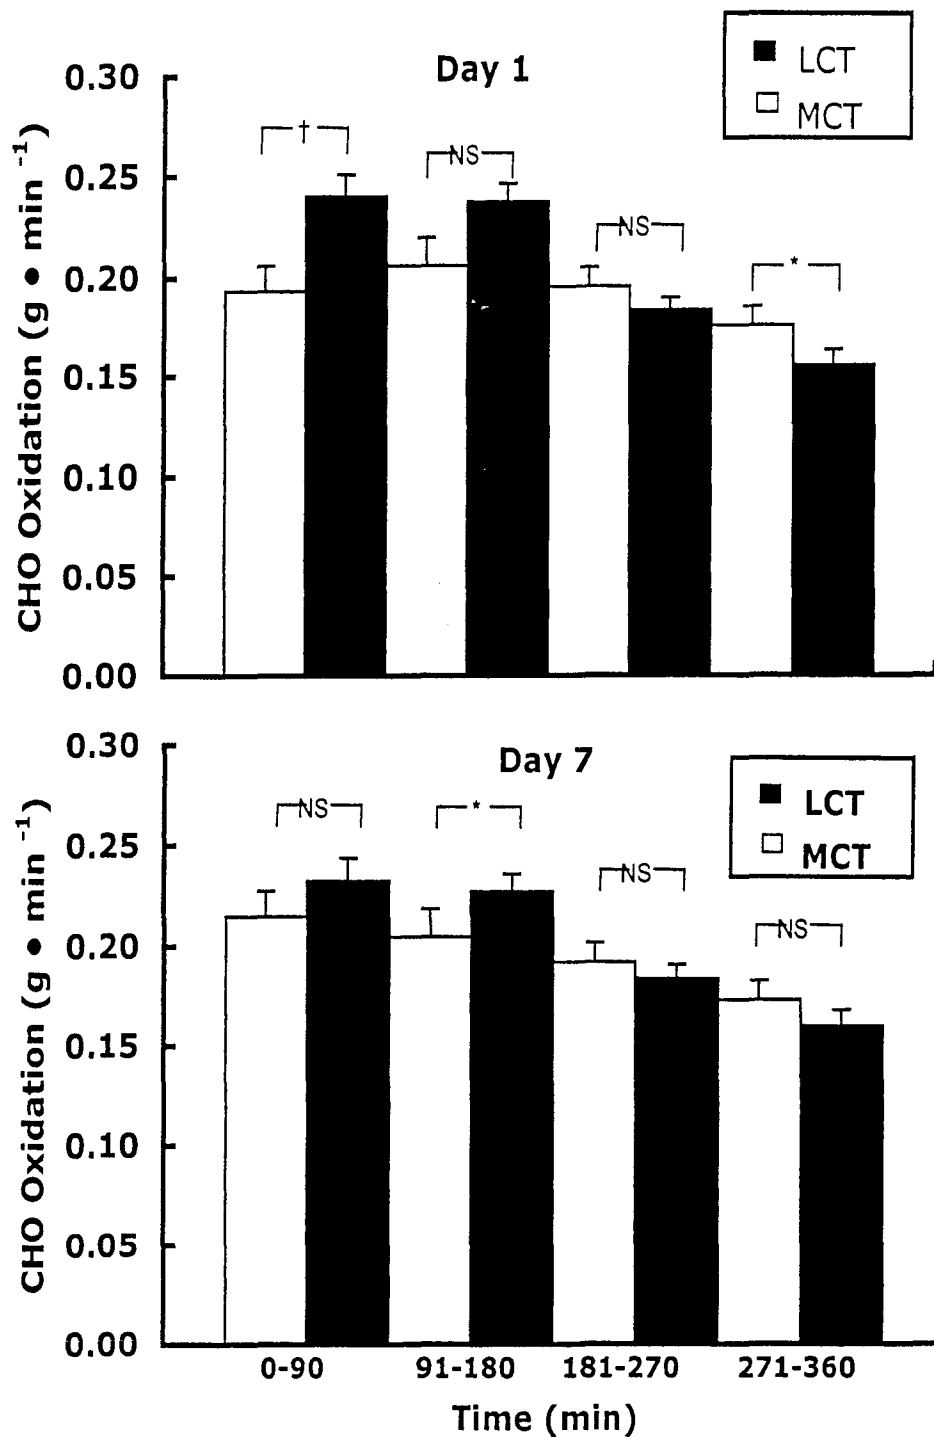 Day 1
LCT
MCT
0.30
0.25
0.20
0.15
0.10
0.05
0.00
CHO Oxidation (g • min -1)
†
NS
NS
*
Day 7
LCT
MCT
0.30
0.25
0.20
0.15
0.10
0.05
0.00
CHO Oxidation (g • min -1)
NS
*
NS
NS
0-90 91-180 181-270 271-360
Time (min)